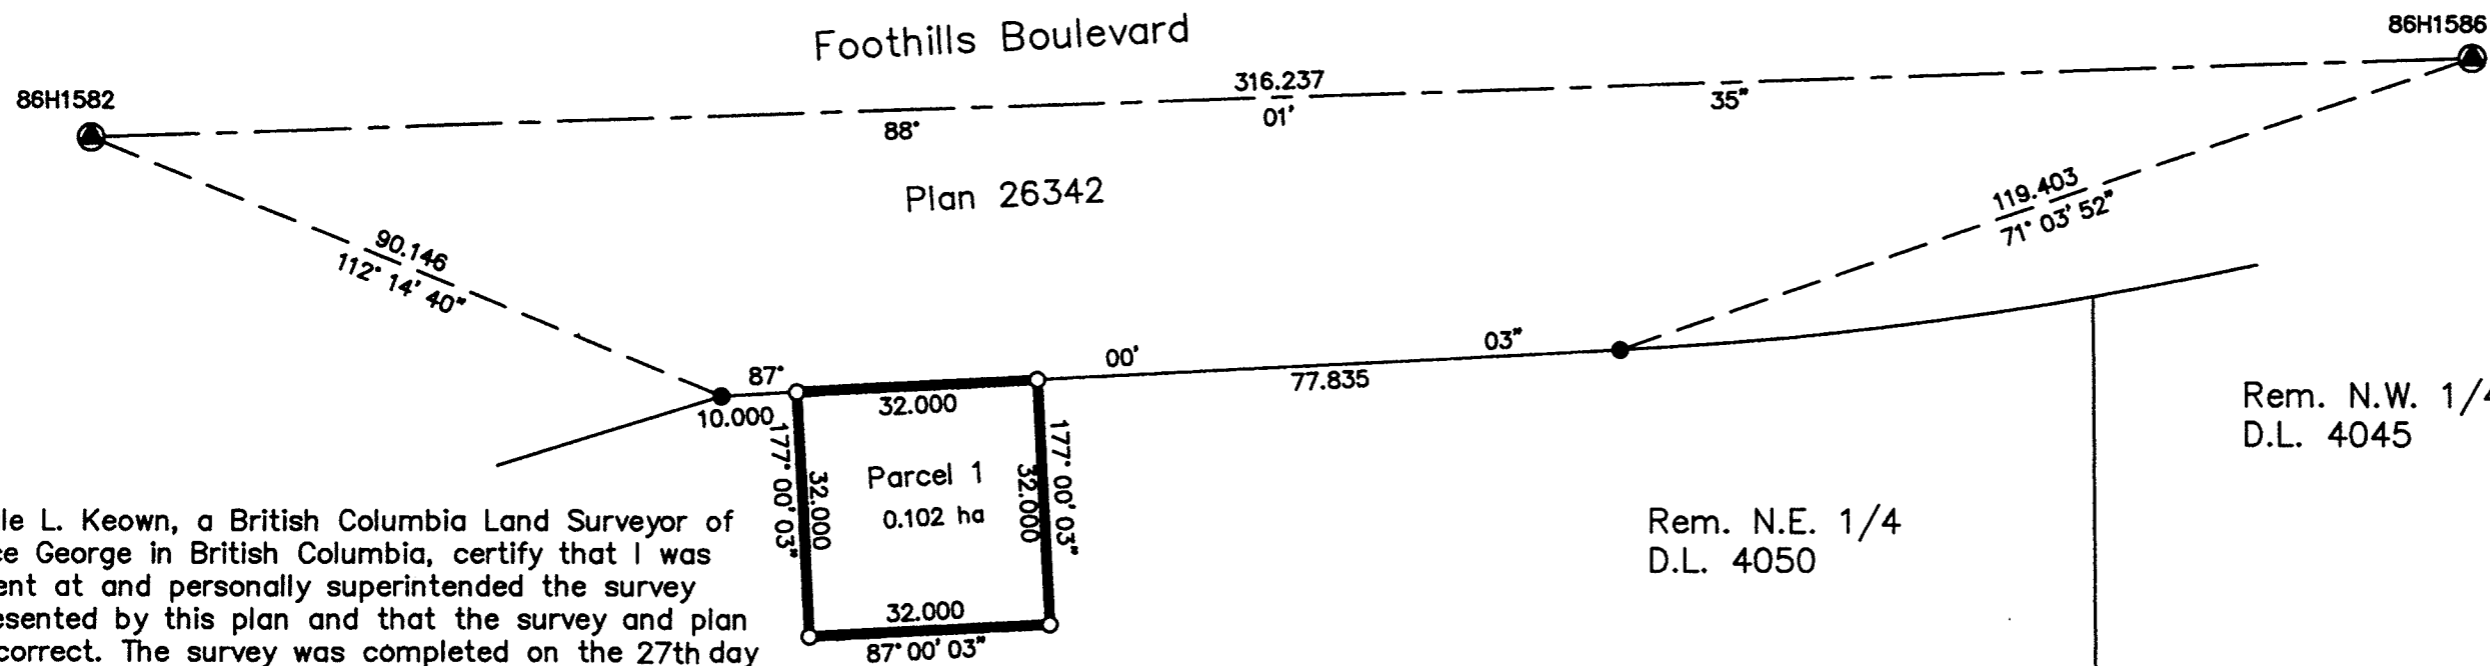 Foothills Boulevard
86H1582
86H1586
316.237
88° 01' 35"
Plan 26342
90.146
112° 14' 40"
119.403
71° 03' 52"
87° 00' 03"
10.000
32.000
77.835
177° 00' 03"
32.000
Parcel 1
0.102 ha
32.000
177° 00' 03"
32.000
87° 00' 03"
Rem. N.W. 1/4
D.L. 4045
Rem. N.E. 1/4
D.L. 4050
le L. Keown, a British Columbia Land Surveyor of
ce George in British Columbia, certify that I was
ent at and personally superintended the survey
esented by this plan and that the survey and plan
correct. The survey was completed on the 27th day